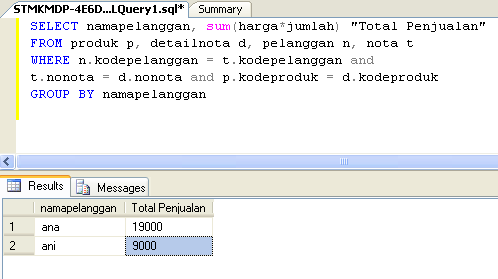 STMKMDP-4E6D...LQuery1.sql* Summary
SELECT namapelanggan, sum(harga*jumlah) "Total Penjualan"
FROM produk p, detailnota d, pelanggan n, nota t
WHERE n.kodepelanggan = t.kodepelanggan and
t.nonota = d.nonota and p.kodeproduk = d.kodeproduk
GROUP BY namapelanggan
Results Messages
namapelanggan Total Penjualan
1 ana 19000
2 ani 9000